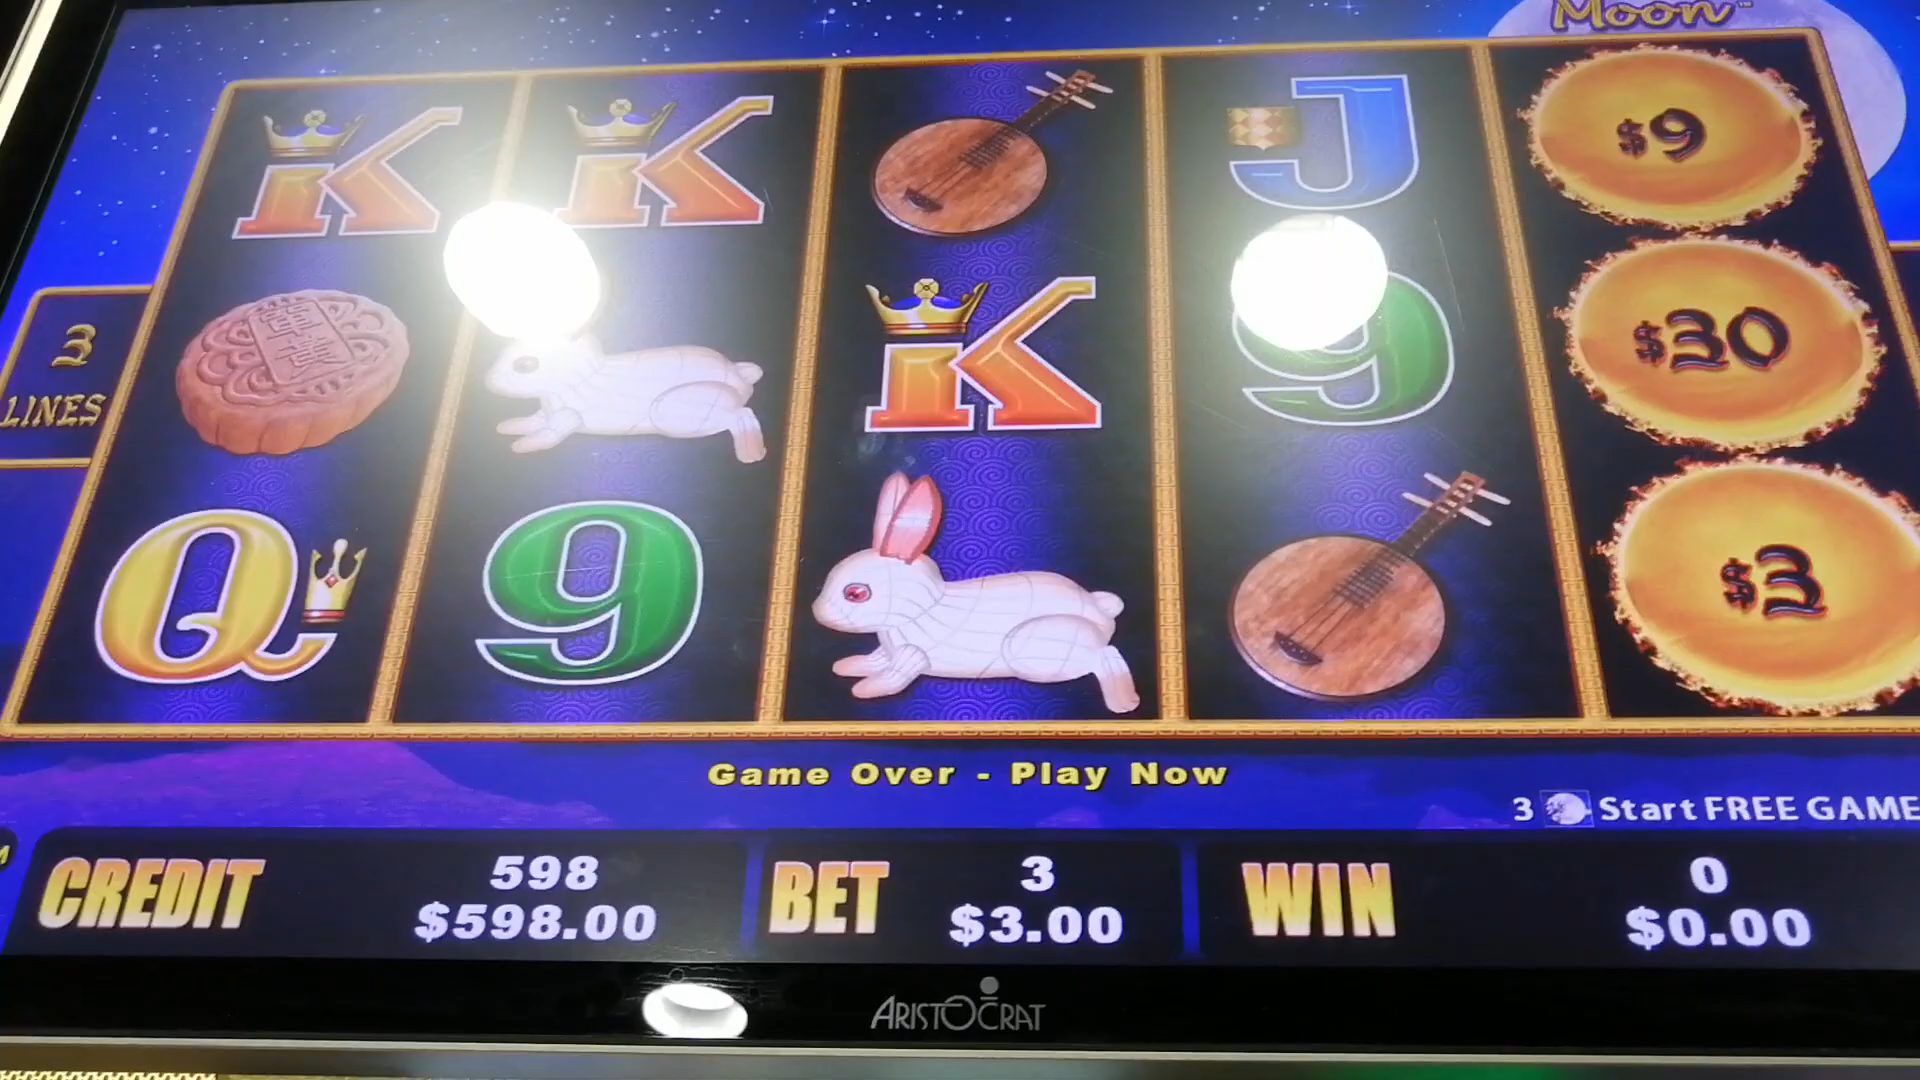 Moon™
K
K
J
$9
3
LINES
K
9
$30
Q
9
$3
Game Over - Play Now
3 Start FREE GAME
CREDIT
598
$598.00
BET
3
$3.00
WIN
0
$0.00
ARISTOCRAT